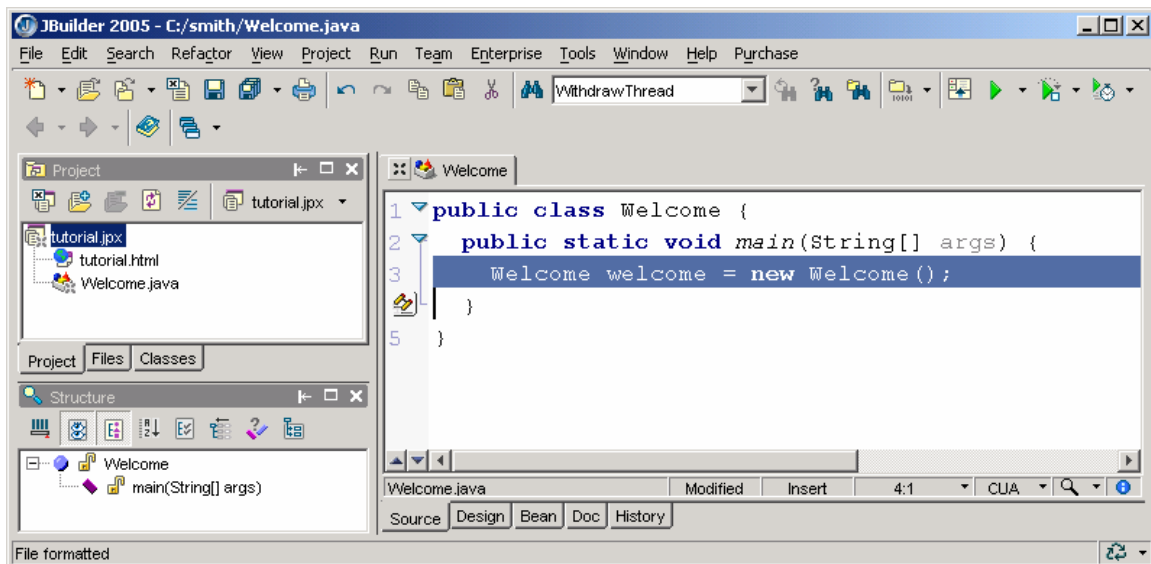 JBuilder 2005 - C:/smith/Welcome.java
File Edit Search Refactor View Project Run Team Enterprise Tools Window Help Purchase
WithdrawThread
Project
tutorial.jpx
tutorial.jpx
tutorial.html
Welcome.java
Project Files Classes
Structure
Welcome
main(String[] args)
Welcome
1 public class Welcome {
2 public static void main(String[] args) {
3 Welcome welcome = new Welcome();
}
5 }
Welcome.java Modified Insert 4:1 CUA
Source Design Bean Doc History
File formatted